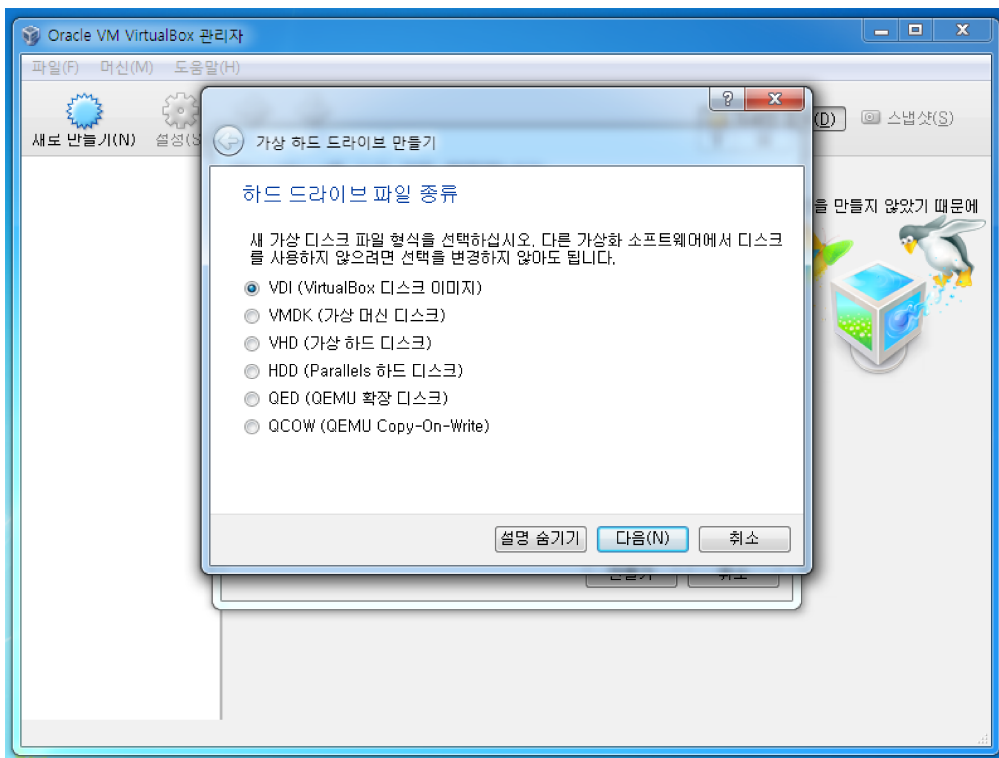 Oracle VM VirtualBox 관리자
파일(F) 머신(M) 도움말(H)
새로 만들기(N) 설정(S (D) 스냅샷(S)
가상 하드 드라이브 만들기
하드 드라이브 파일 종류
을 만들지 않았기 때문에
새 가상 디스크 파일 형식을 선택하십시오. 다른 가상화 소프트웨어에서 디스크
를 사용하지 않으려면 선택을 변경하지 않아도 됩니다.
VDI (VirtualBox 디스크 이미지)
VMDK (가상 머신 디스크)
VHD (가상 하드 디스크)
HDD (Parallels 하드 디스크)
QED (QEMU 확장 디스크)
QCOW (QEMU Copy-On-Write)
설명 숨기기 다음(N) 취소